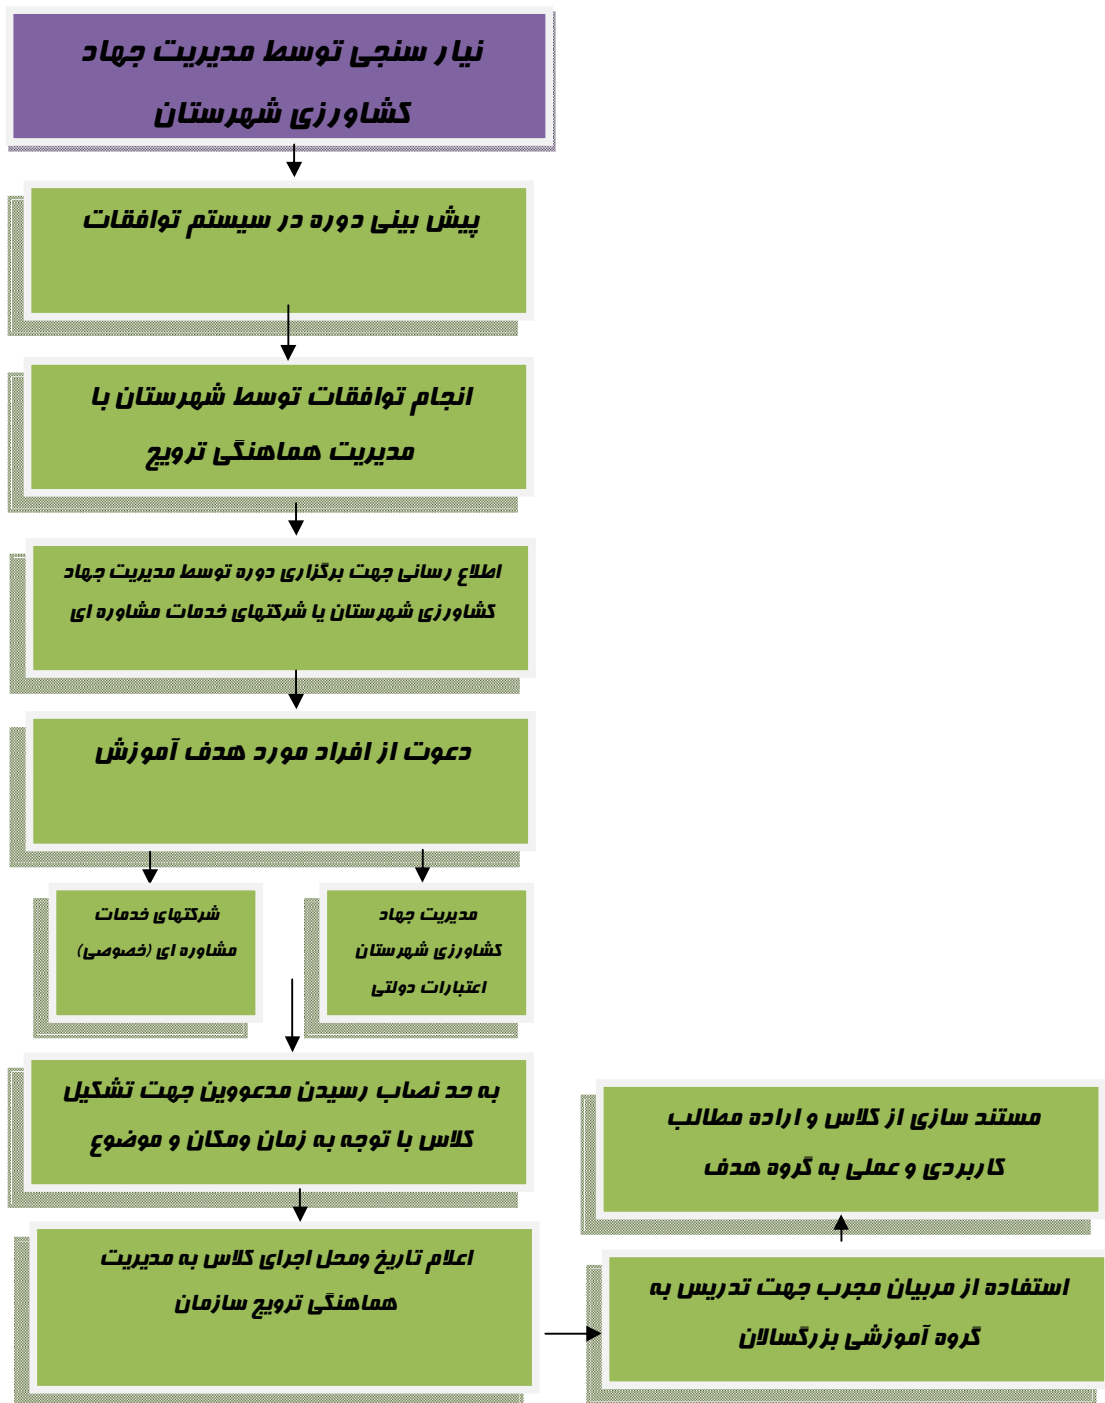 نیار سنجی توسط مدیریت جهاد
کشاورزی شهرستان
پیش بینی دوره در سیستم توافقات
انجام توافقات توسط شهرستان با
مدیریت هماهنگی ترویج
اطلاع رسانی جهت برگزاری دوره توسط مدیریت جهاد
کشاورزی شهرستان یا شرکتهای خدمات مشاوره ای
دعوت از افراد مورد هدف آموزش
مدیریت جهاد
کشاورزی شهرستان
اعتبارات دولتی
شرکتهای خدمات
مشاوره ای (خصوصی)
به حد نصاب رسیدن مدعووین جهت تشکیل
کلاس با توجه به زمان ومکان و موضوع
اعلام تاریخ ومحل اجرای کلاس به مدیریت
هماهنگی ترویج سازمان
استفاده از مربیان مجرب جهت تدریس به
گروه آموزشی بزرگسالان
مستند سازی از کلاس و اراده مطالب
کاربردی و عملی به گروه هدف